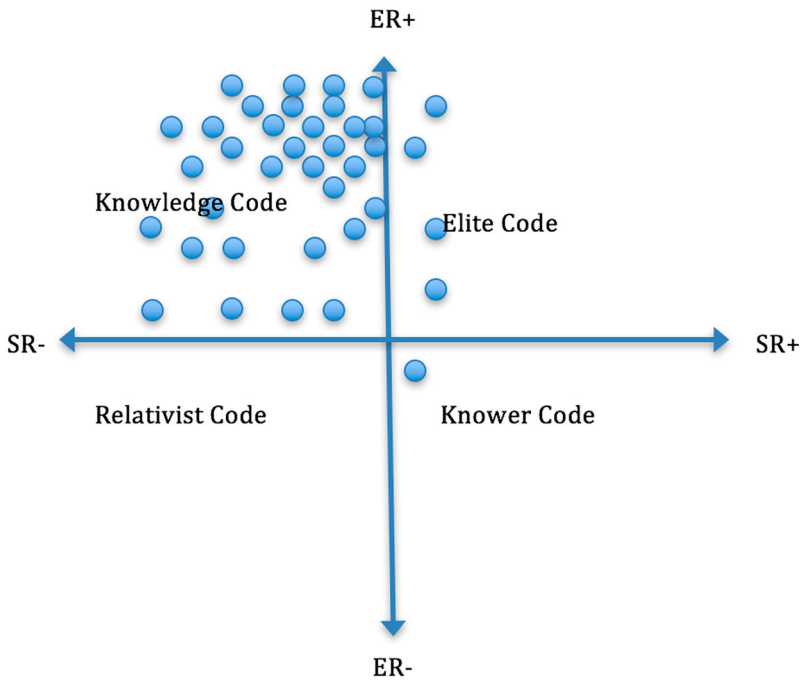 ER+
Knowledge Code
Elite Code
SR-
SR+
Relativist Code
Knower Code
ER-